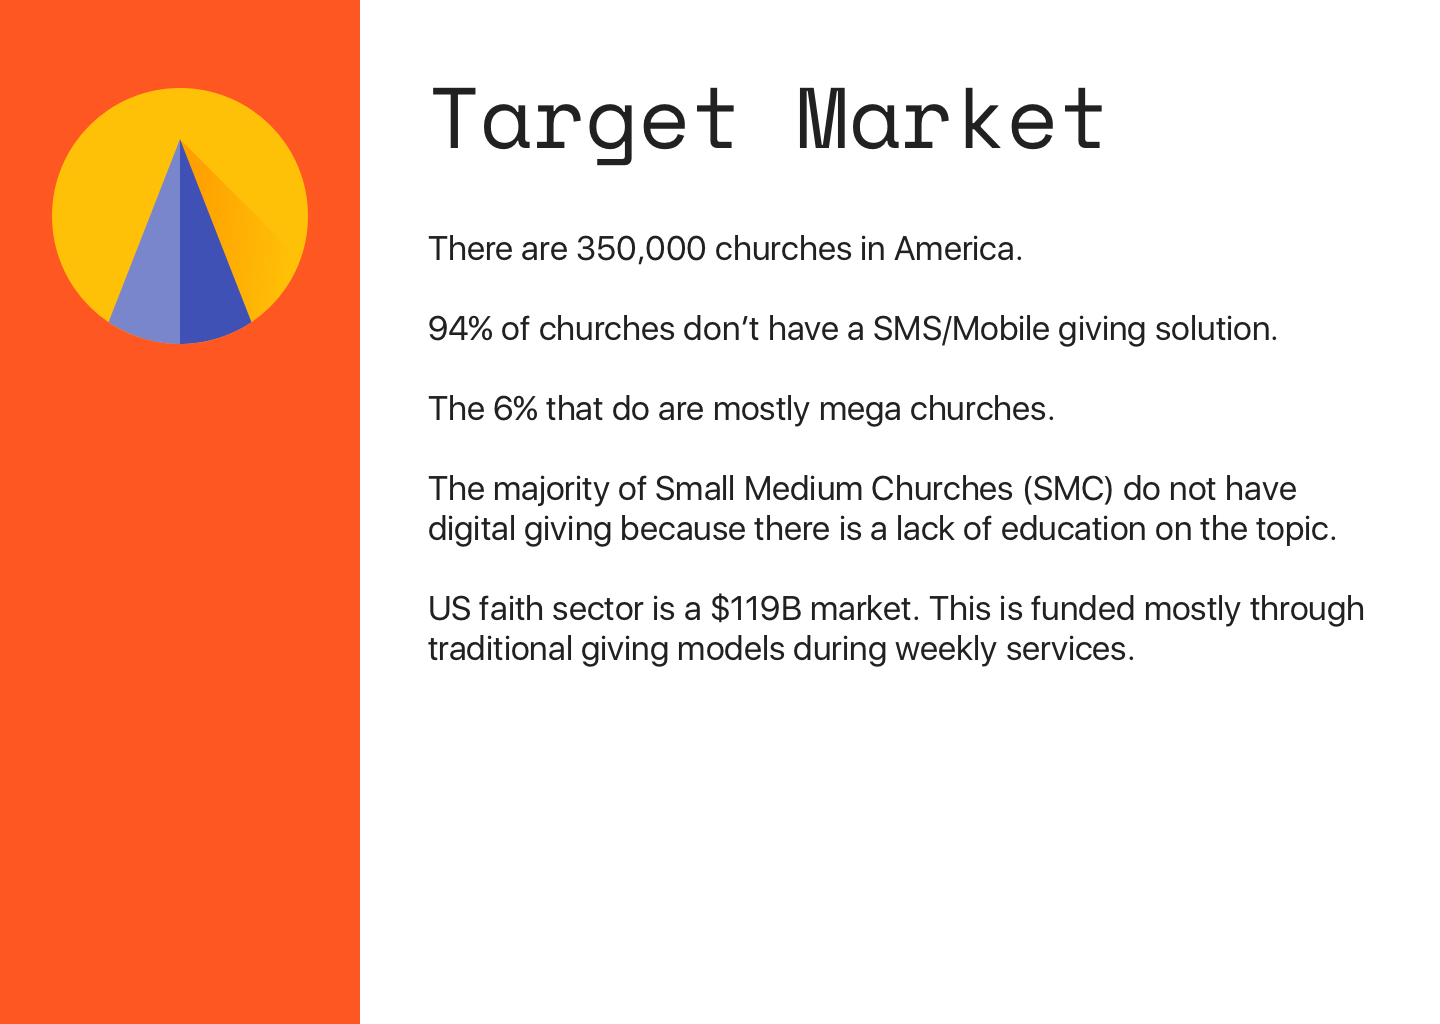 Target Market
There are 350,000 churches in America.
94% of churches don’t have a SMS/Mobile giving solution.
The 6% that do are mostly mega churches.
The majority of Small Medium Churches (SMC) do not have
digital giving because there is a lack of education on the topic.
US faith sector is a $119B market. This is funded mostly through
traditional giving models during weekly services.